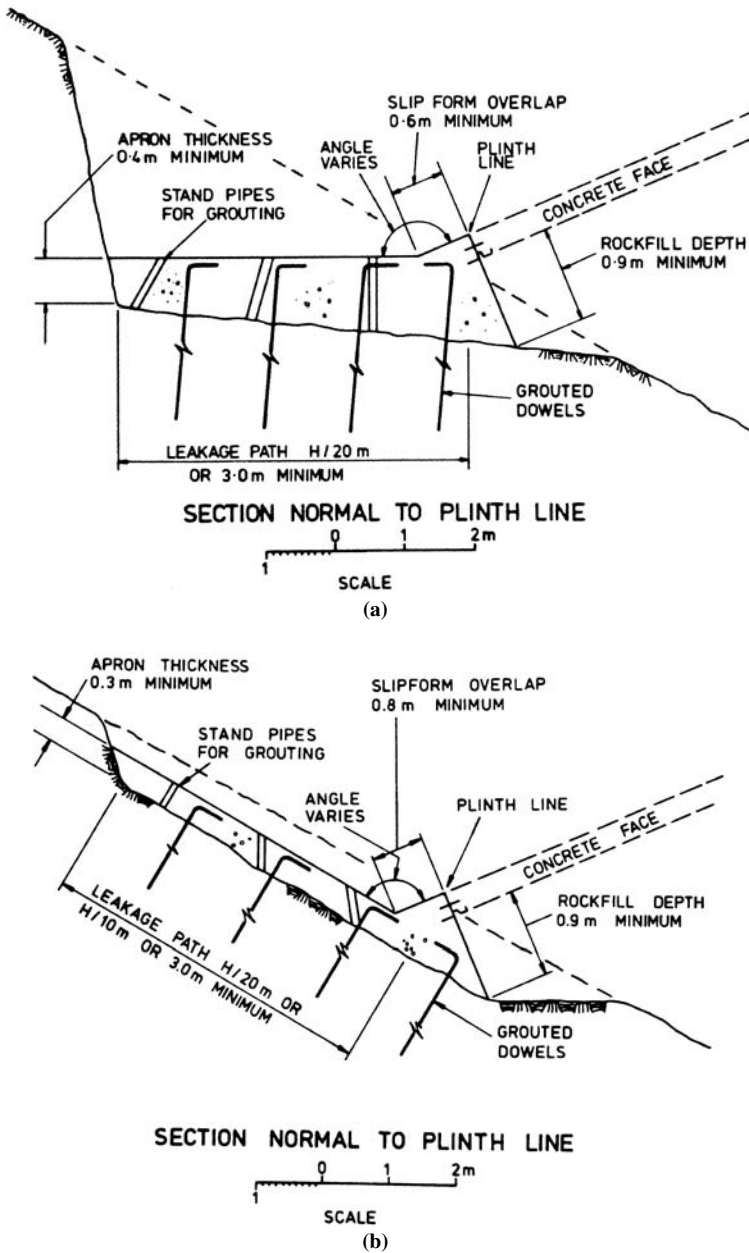 SLIP FORM OVERLAP
0·6m MINIMUM
APRON THICKNESS
0·4m MINIMUM
ANGLE
VARIES
PLINTH
LINE
STAND PIPES
FOR GROUTING
CONCRETE FACE
ROCKFILL DEPTH
0·9m MINIMUM
GROUTED
DOWELS
LEAKAGE PATH H/20m
OR 3·0m MINIMUM
SECTION NORMAL TO PLINTH LINE
1 0 1 2m
SCALE
(a)
APRON THICKNESS
0.3m MINIMUM
SLIPFORM OVERLAP
0.8m MINIMUM
STAND PIPES
FOR GROUTING
ANGLE
VARIES
PLINTH LINE
CONCRETE FACE
ROCKFILL DEPTH
0.9m MINIMUM
LEAKAGE PATH H/20m OR
H/10m OR 3.0m MINIMUM
GROUTED
DOWELS
SECTION NORMAL TO PLINTH LINE
1 0 1 2m
SCALE
(b)